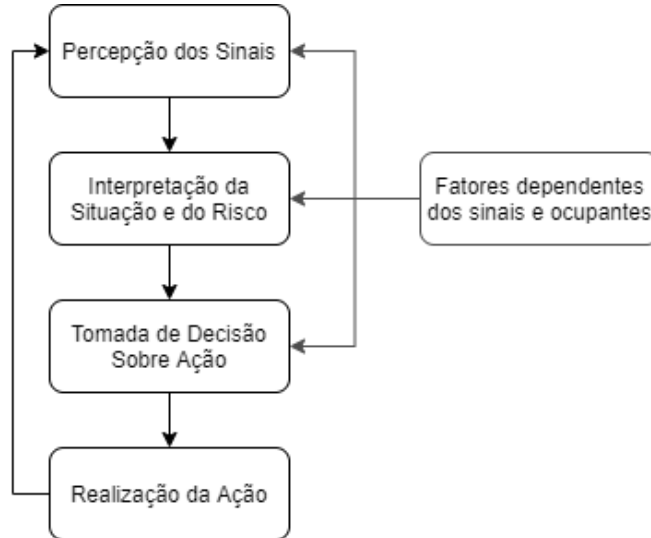 Percepção dos Sinais
Interpretação da
Situação e do Risco
Fatores dependentes
dos sinais e ocupantes
Tomada de Decisão
Sobre Ação
Realização da Ação